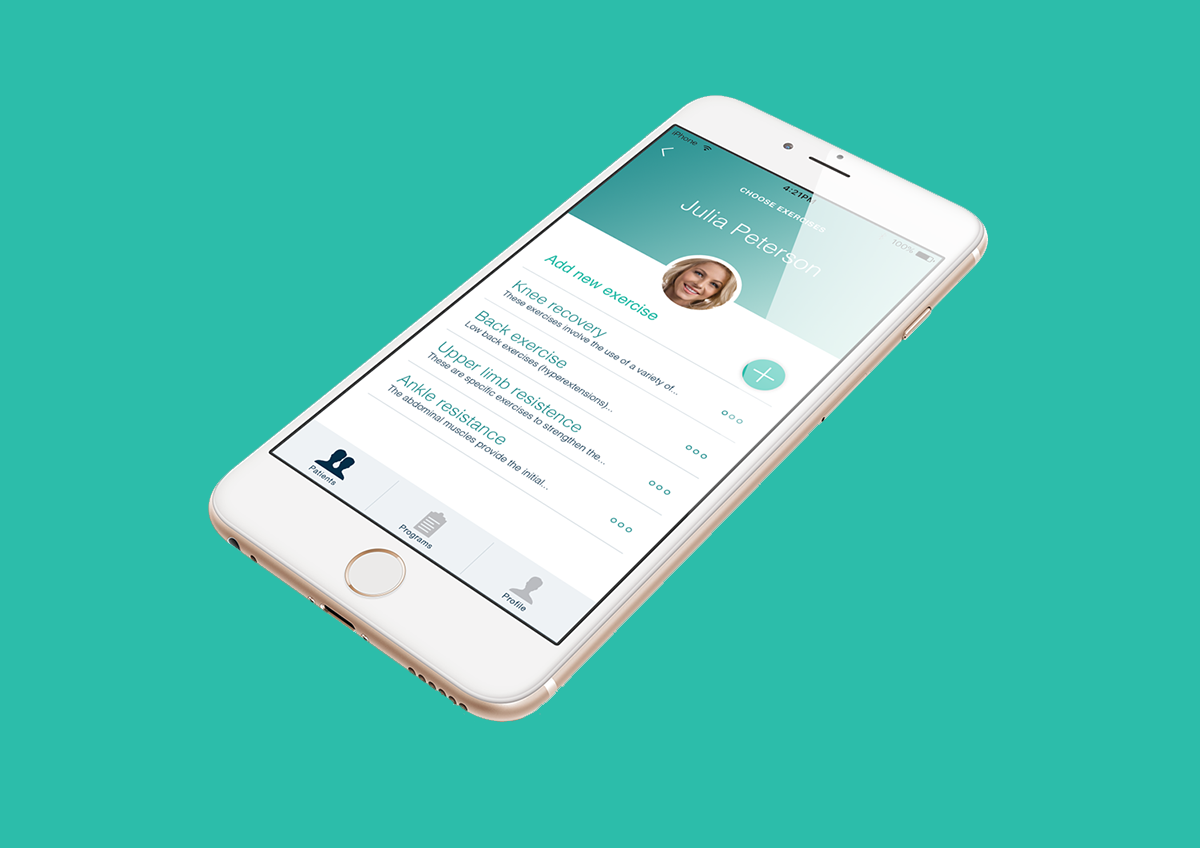 iPhone
4:21PM
100%
CHOOSE EXERCISES
Julia Peterson
Add new exercise
Knee recovery
These exercises involve the use of a variety of...
Back exercise
Low back exercises (hyperextensions)...
Upper limb resistence
These are specific exercises to strengthen the...
Ankle resistance
The abdominal muscles provide the initial...
Patients
Programs
Profile